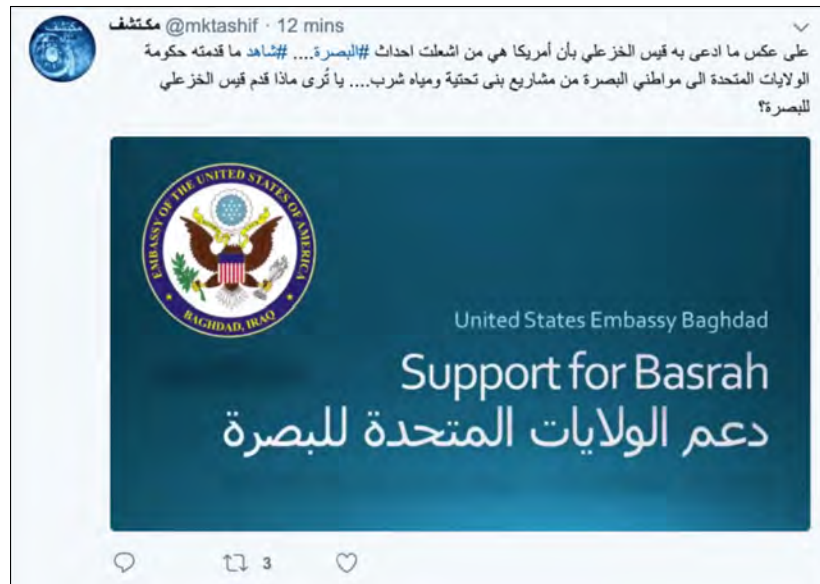 مكتشف @mktashif · 12 mins
على عكس ما ادعى به قيس الخزعلي بأن أمريكا هي من اشعلت احداث #البصرة.... #شاهد ما قدمته حكومة
الولايات المتحدة الى مواطني البصرة من مشاريع بنى تحتية ومياه شرب.... يا تُرى ماذا قدم قيس الخزعلي
للبصرة؟
EMBASSY OF THE UNITED STATES OF AMERICA
BAGHDAD, IRAQ
United States Embassy Baghdad
Support for Basrah
دعم الولايات المتحدة للبصرة
3